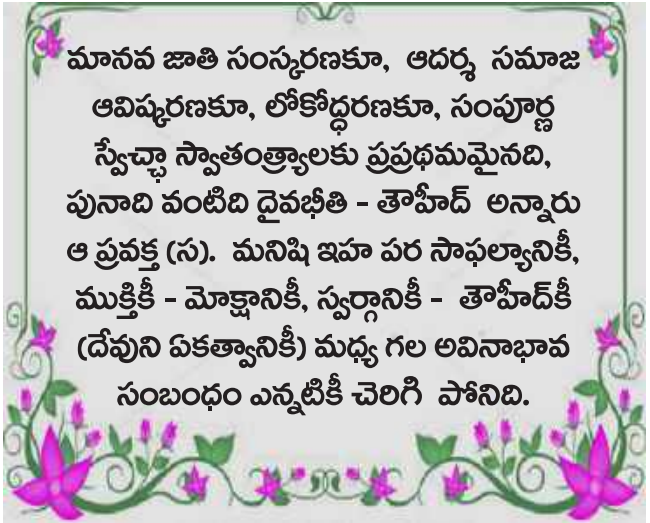 మానవ జాతి సంస్కరణకూ, ఆదర్శ సమాజ
ఆవిష్కరణకూ, లోకోద్ధరణకూ, సంపూర్ణ
స్వేచ్ఛా స్వాతంత్ర్యాలకు ప్రప్రథమమైనది,
పునాది వంటిది దైవభీతి - తౌహీద్ అన్నారు
ఆ ప్రవక్త (స). మనిషి ఇహ పర సాఫల్యానికీ,
ముక్తికీ - మోక్షానికీ, స్వర్గానికీ - తౌహీద్‌కీ
(దేవుని ఏకత్వానికీ) మధ్య గల అవినాభావ
సంబంధం ఎన్నటికీ చెరిగి పోనిది.